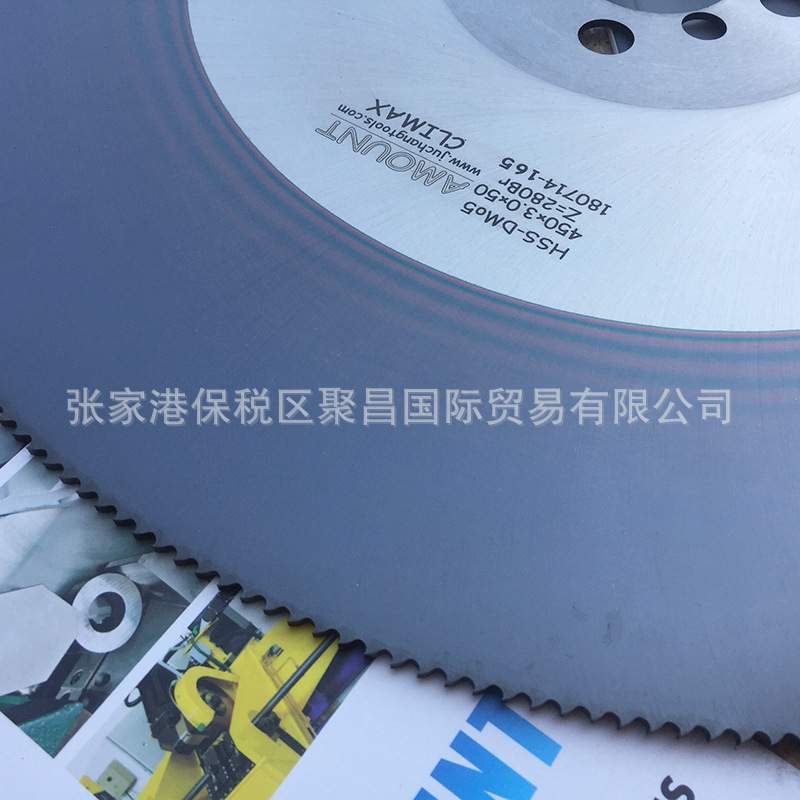 AMOUNT
www.juchangtools.com
CLIMAX
HSS-DMo5
450×3.0×50
Z=280Br
180714-165
张家港保税区聚昌国际贸易有限公司
NT
S